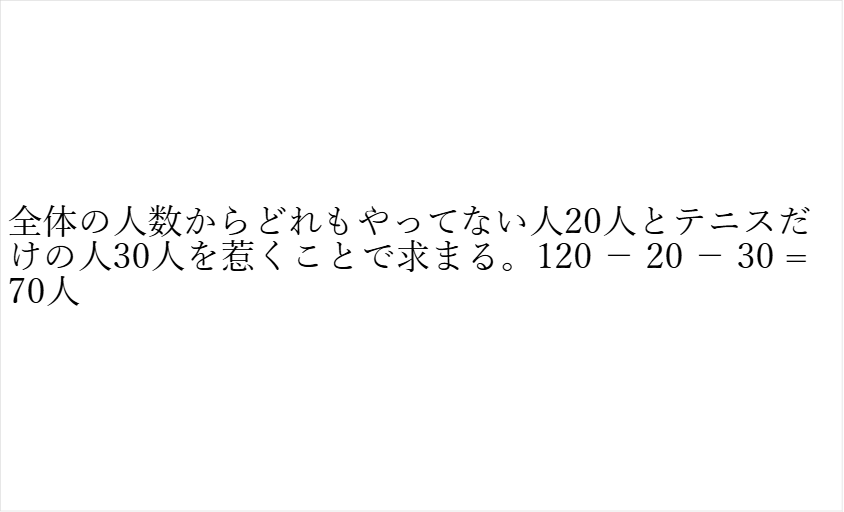 全体の人数からどれもやってない人20人とテニスだ
けの人30人を惹くことで求まる。120 − 20 − 30 =
70人